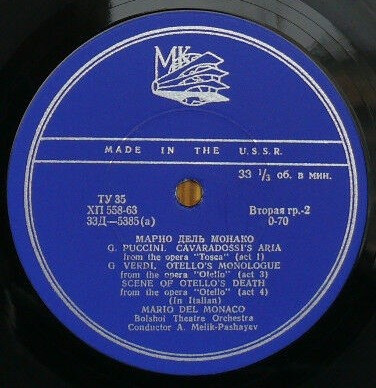 MK
MADE IN THE U.S.S.R.
33 1/3 об. в мин.
ТУ 35
ХП 558-63
33Д—5385(а)
Вторая гр.-2
0-70
МАРИО ДЕЛЬ МОНАКО
G. PUCCINI. CAVARADOSSI'S ARIA
from the opera "Tosca" (act 1)
G VERDI. OTELLO'S MONOLOGUE
from the opera "Otello" (act 3)
SCENE OF OTELLO'S DEATH
from the opera "Otello" (act 4)
(In Italian)
MARIO DEL MONACO
Bolshoi Theatre Orchestra
Conductor A. Melik-Pashayev